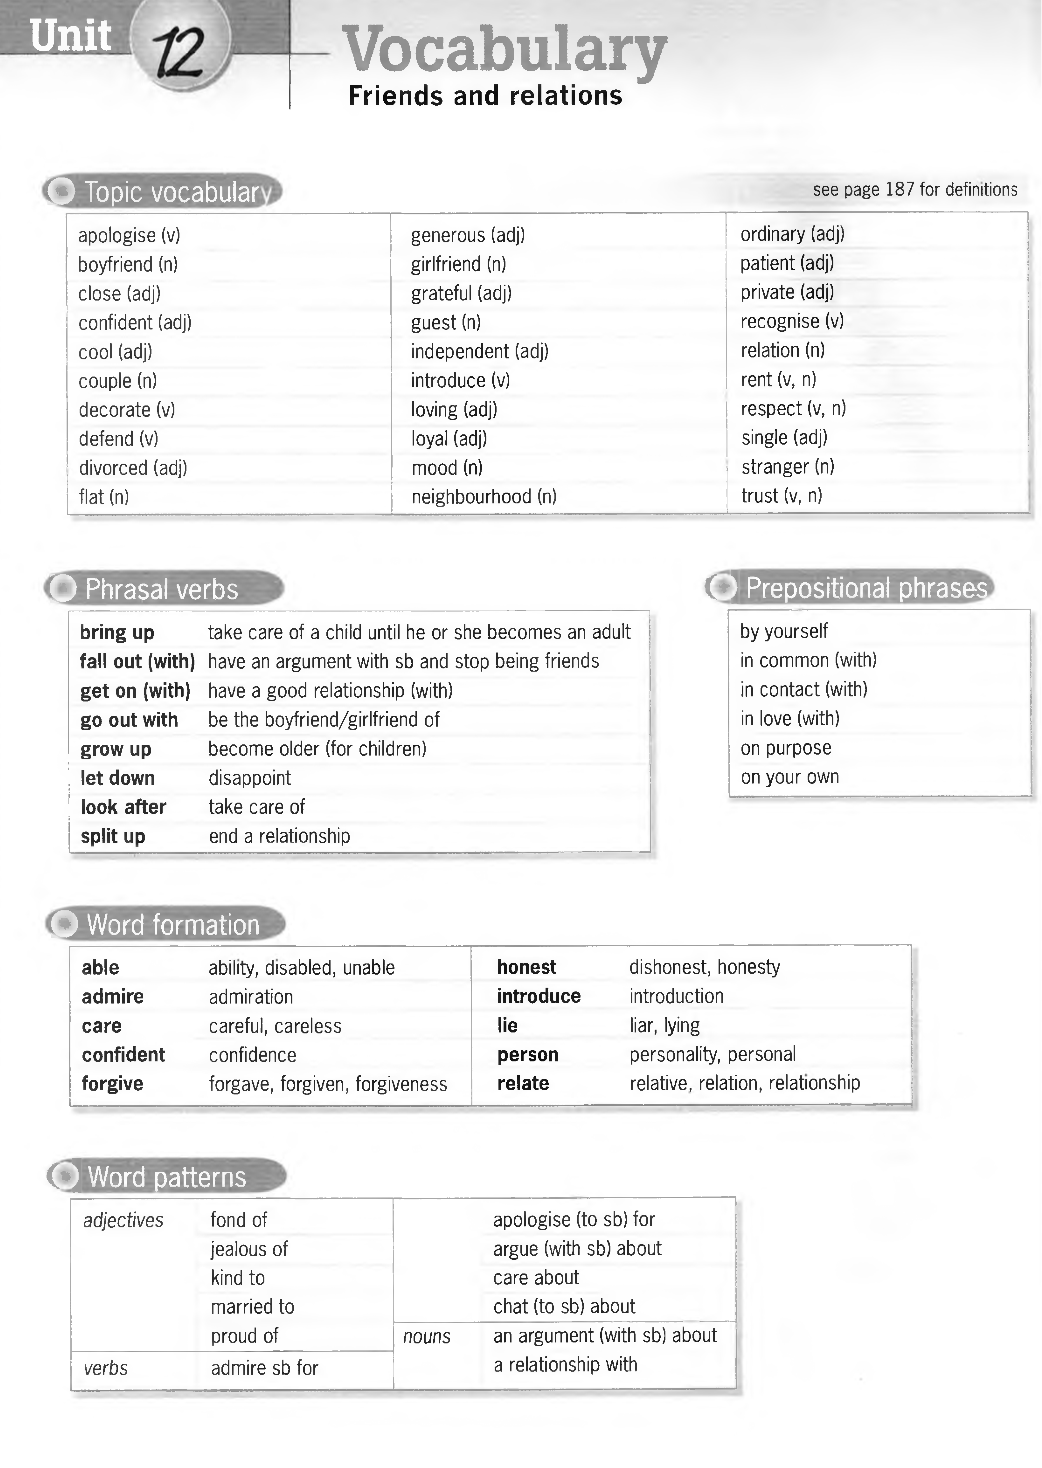 Unit 12
Vocabulary
Friends and relations
Topic vocabulary
see page 187 for definitions
apologise (v)
boyfriend (n)
close (adj)
confident (adj)
cool (adj)
couple (n)
decorate (v)
defend (v)
divorced (adj)
flat (n)
generous (adj)
girlfriend (n)
grateful (adj)
guest (n)
independent (adj)
introduce (v)
loving (adj)
loyal (adj)
mood (n)
neighbourhood (n)
ordinary (adj)
patient (adj)
private (adj)
recognise (v)
relation (n)
rent (v, n)
respect (v, n)
single (adj)
stranger (n)
trust (v, n)
Phrasal verbs
bring up take care of a child until he or she becomes an adult
fall out (with) have an argument with sb and stop being friends
get on (with) have a good relationship (with)
go out with be the boyfriend/girlfriend of
grow up become older (for children)
let down disappoint
look after take care of
split up end a relationship
Prepositional phrases
by yourself
in common (with)
in contact (with)
in love (with)
on purpose
on your own
Word formation
able ability, disabled, unable
admire admiration
care careful, careless
confident confidence
forgive forgave, forgiven, forgiveness
honest dishonest, honesty
introduce introduction
lie liar, lying
person personality, personal
relate relative, relation, relationship
Word patterns
adjectives fond of
jealous of
kind to
married to
proud of
verbs admire sb for
apologise (to sb) for
argue (with sb) about
care about
chat (to sb) about
nouns an argument (with sb) about
a relationship with